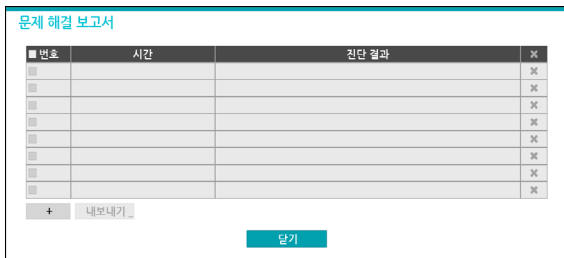 문제 해결 보고서
번호 시간 진단 결과
+ 내보내기 _
닫기